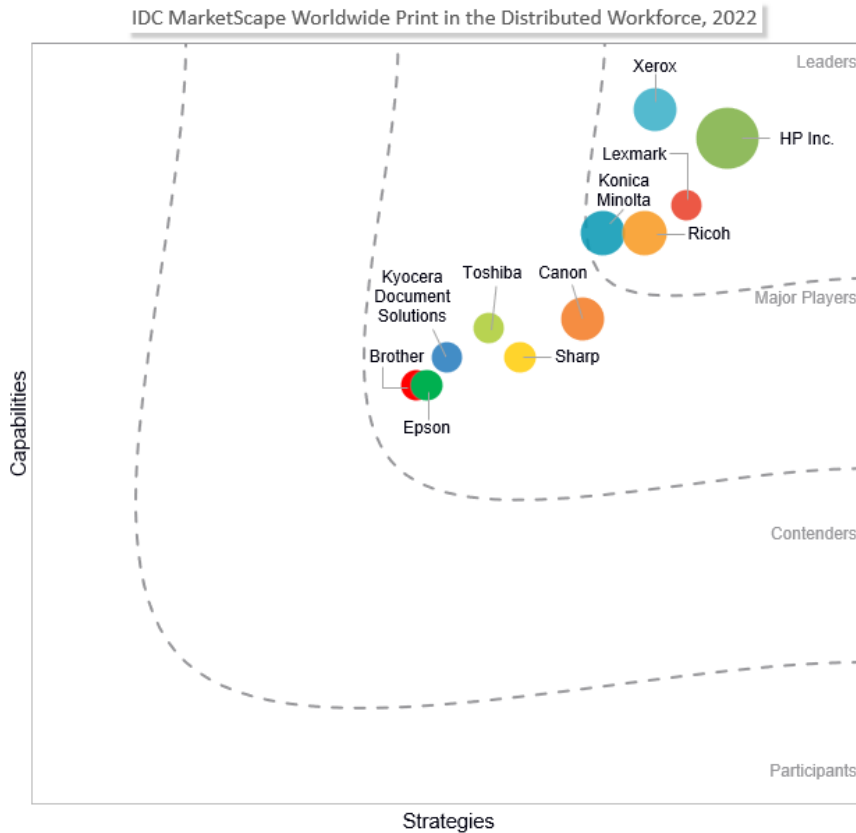 IDC MarketScape Worldwide Print in the Distributed Workforce, 2022
Leaders
Xerox
HP Inc.
Lexmark
Konica
Minolta
Ricoh
Toshiba
Canon
Kyocera
Document
Solutions
Major Players
Brother
Sharp
Epson
Capabilities
Contenders
Participants
Strategies